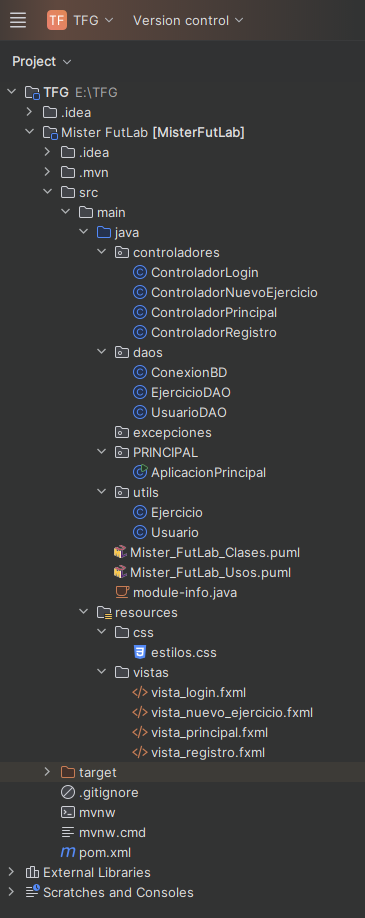 TF TFG Version control
Project
TFG E:\TFG
.idea
Mister FutLab [MisterFutLab]
.idea
.mvn
src
main
java
controladores
ControladorLogin
ControladorNuevoEjercicio
ControladorPrincipal
ControladorRegistro
daos
ConexionBD
EjercicioDAO
UsuarioDAO
excepciones
PRINCIPAL
AplicacionPrincipal
utils
Ejercicio
Usuario
Mister_FutLab_Clases.puml
Mister_FutLab_Usos.puml
module-info.java
resources
css
estilos.css
vistas
vista_login.fxml
vista_nuevo_ejercicio.fxml
vista_principal.fxml
vista_registro.fxml
target
.gitignore
mvnw
mvnw.cmd
pom.xml
External Libraries
Scratches and Consoles